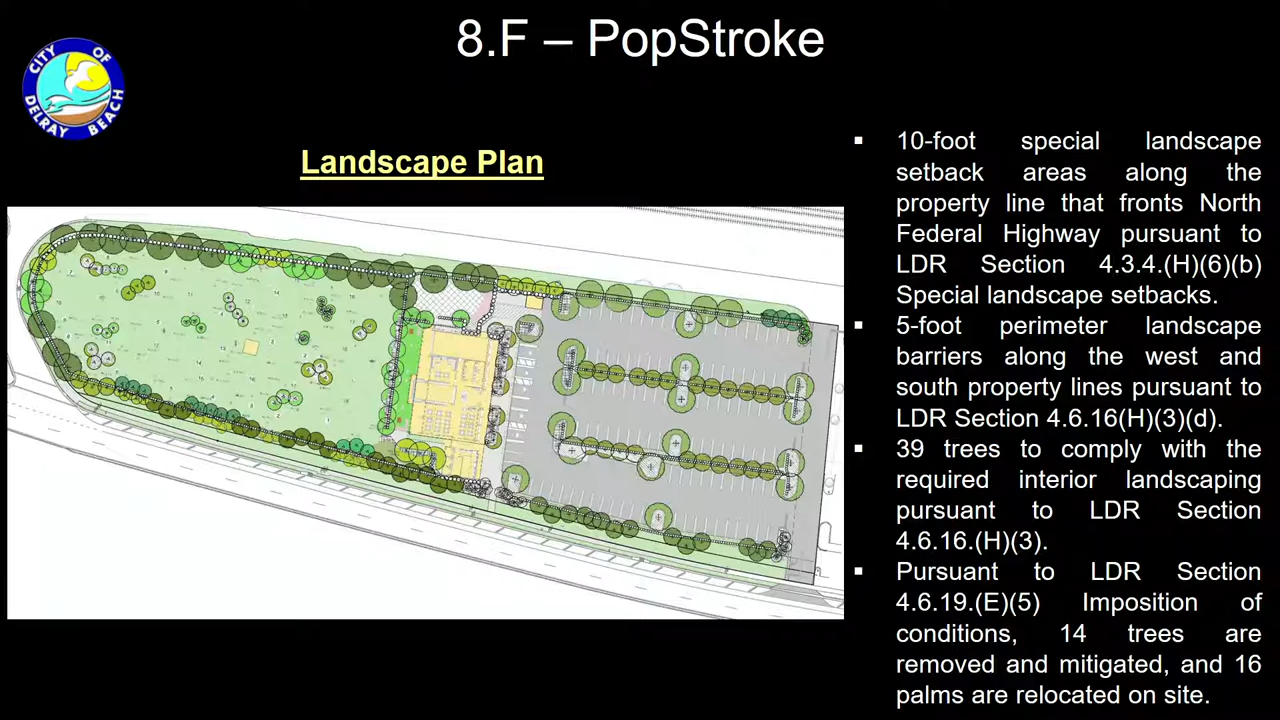 8.F – PopStroke
CITY OF
DELRAY BEACH
Landscape Plan
▪ 10-foot special landscape
setback areas along the
property line that fronts North
Federal Highway pursuant to
LDR Section 4.3.4.(H)(6)(b)
Special landscape setbacks.
▪ 5-foot perimeter landscape
barriers along the west and
south property lines pursuant to
LDR Section 4.6.16(H)(3)(d).
▪ 39 trees to comply with the
required interior landscaping
pursuant to LDR Section
4.6.16.(H)(3).
▪ Pursuant to LDR Section
4.6.19.(E)(5) Imposition of
conditions, 14 trees are
removed and mitigated, and 16
palms are relocated on site.